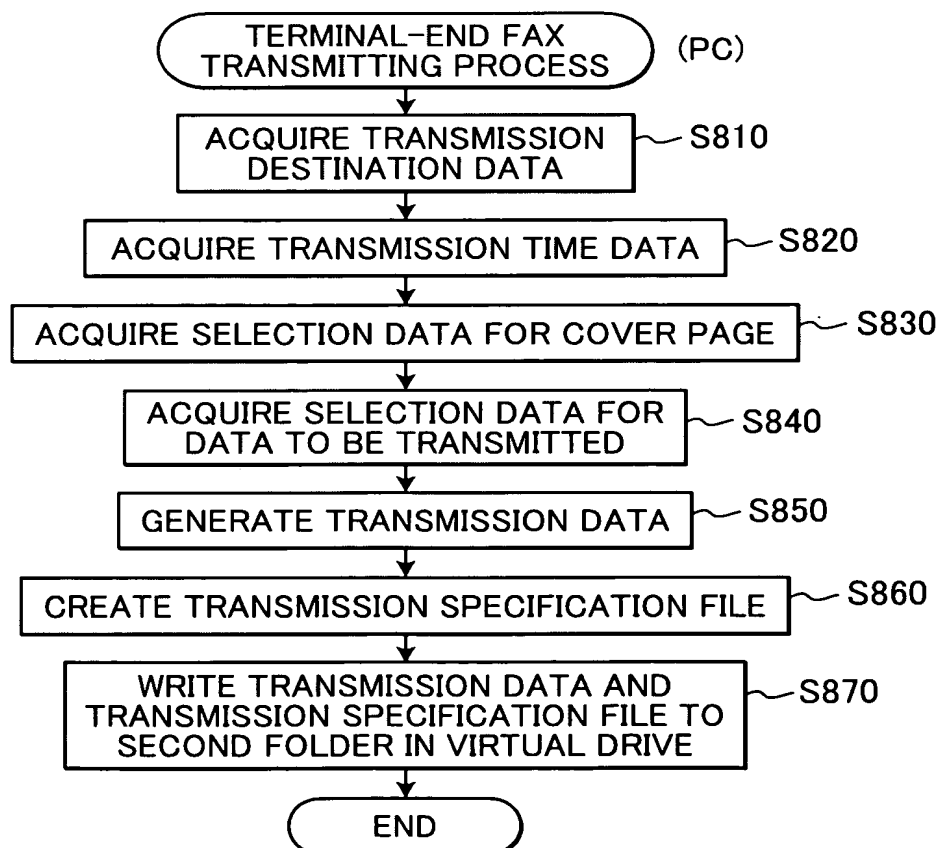 TERMINAL-END FAX
TRANSMITTING PROCESS
(PC)
ACQUIRE TRANSMISSION
DESTINATION DATA
S810
ACQUIRE TRANSMISSION TIME DATA
S820
ACQUIRE SELECTION DATA FOR COVER PAGE
S830
ACQUIRE SELECTION DATA FOR
DATA TO BE TRANSMITTED
S840
GENERATE TRANSMISSION DATA
S850
CREATE TRANSMISSION SPECIFICATION FILE
S860
WRITE TRANSMISSION DATA AND
TRANSMISSION SPECIFICATION FILE TO
SECOND FOLDER IN VIRTUAL DRIVE
S870
END